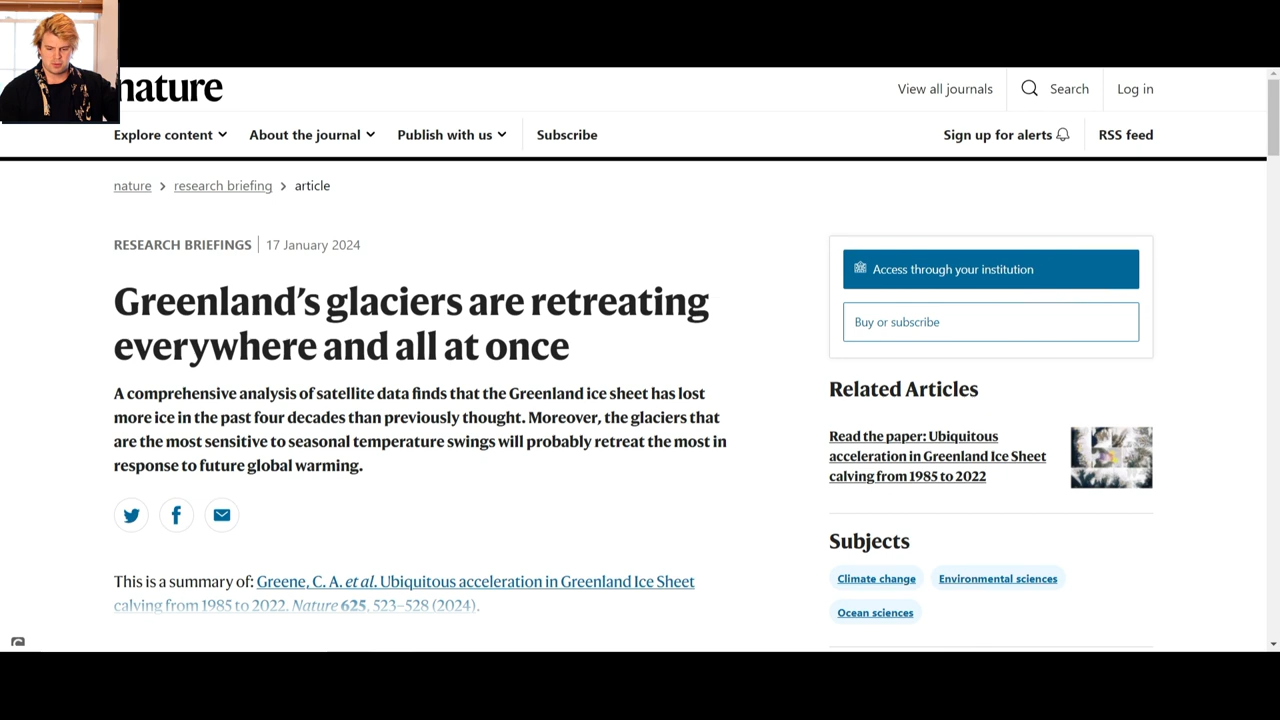 nature
View all journals
Search
Log in
Explore content
About the journal
Publish with us
Subscribe
Sign up for alerts
RSS feed
nature > research briefing > article
RESEARCH BRIEFINGS | 17 January 2024
Greenland’s glaciers are retreating
everywhere and all at once
A comprehensive analysis of satellite data finds that the Greenland ice sheet has lost
more ice in the past four decades than previously thought. Moreover, the glaciers that
are the most sensitive to seasonal temperature swings will probably retreat the most in
response to future global warming.
This is a summary of: Greene, C. A. et al. Ubiquitous acceleration in Greenland Ice Sheet
calving from 1985 to 2022. Nature 625, 523–528 (2024).
Access through your institution
Buy or subscribe
Related Articles
Read the paper: Ubiquitous
acceleration in Greenland Ice Sheet
calving from 1985 to 2022
Subjects
Climate change
Environmental sciences
Ocean sciences